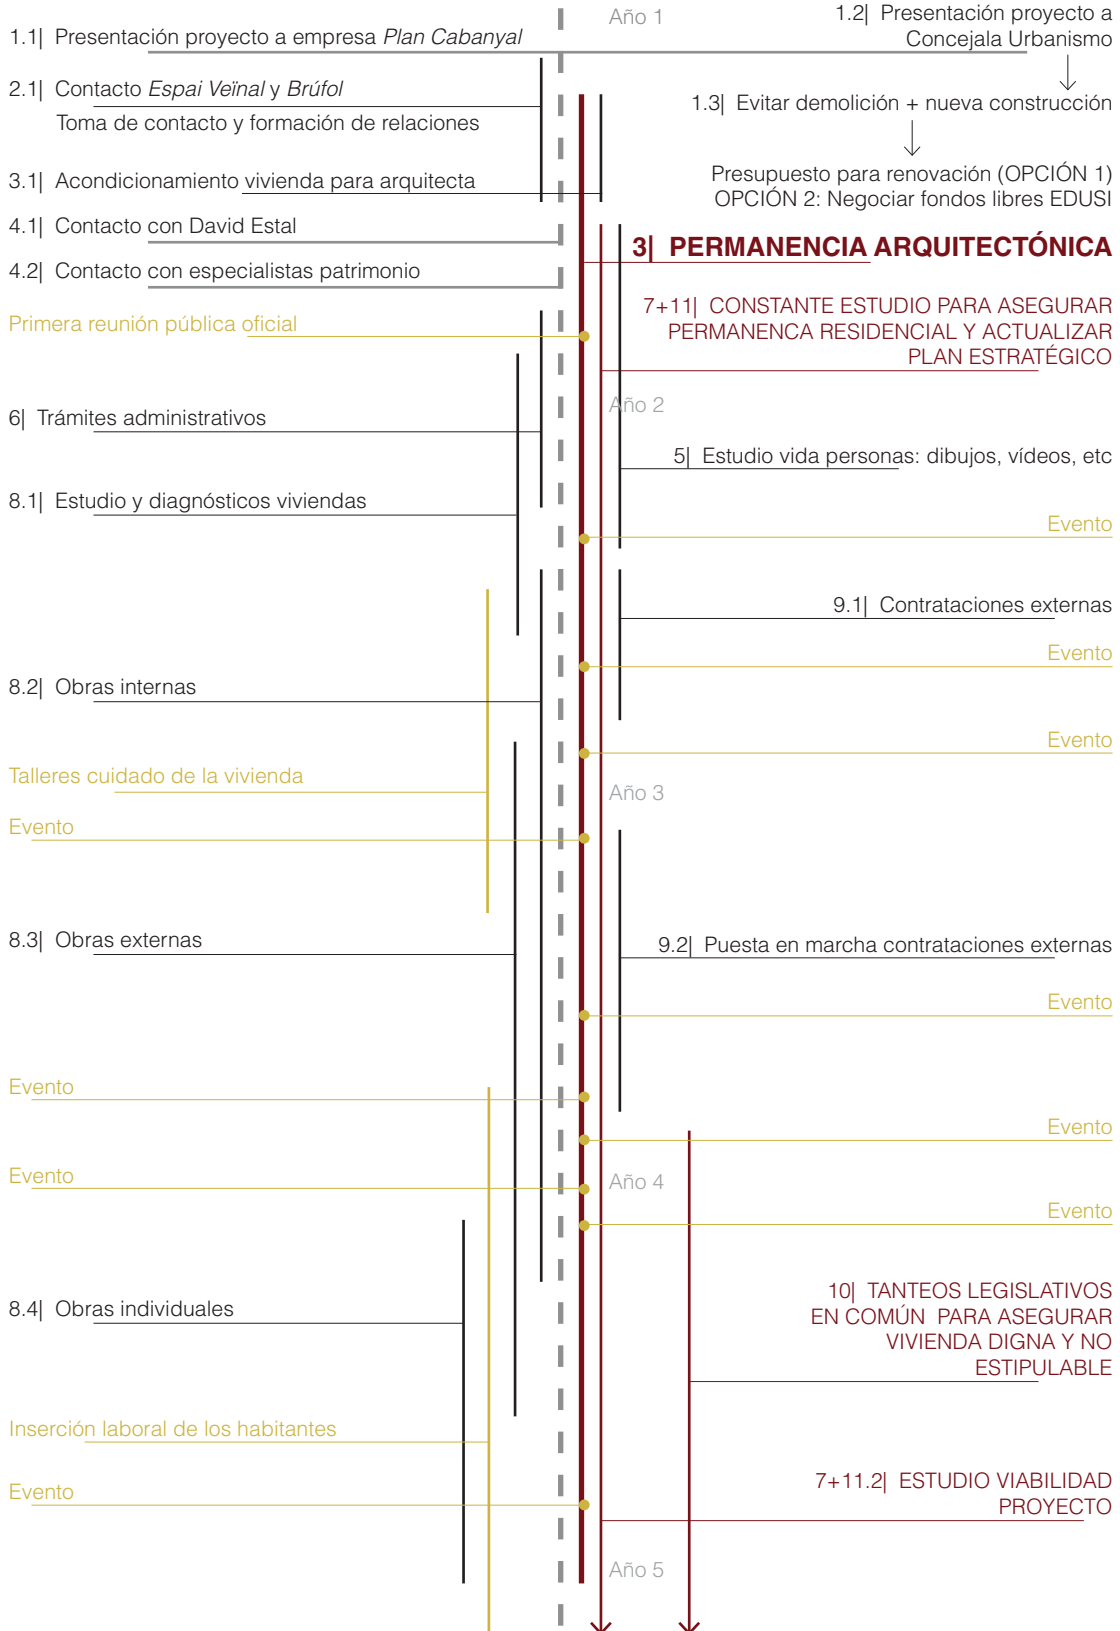 Año 1
1.2| Presentación proyecto a
Concejala Urbanismo
1.1| Presentación proyecto a empresa Plan Cabanyal
2.1| Contacto Espai Veïnal y Brúfol
Toma de contacto y formación de relaciones
1.3| Evitar demolición + nueva construcción
3.1| Acondicionamiento vivienda para arquitecta
Presupuesto para renovación (OPCIÓN 1)
OPCIÓN 2: Negociar fondos libres EDUSI
4.1| Contacto con David Estal
3| PERMANENCIA ARQUITECTÓNICA
4.2| Contacto con especialistas patrimonio
7+11| CONSTANTE ESTUDIO PARA ASEGURAR
PERMANENCA RESIDENCIAL Y ACTUALIZAR
PLAN ESTRATÉGICO
Primera reunión pública oficial
Año 2
6| Trámites administrativos
5| Estudio vida personas: dibujos, vídeos, etc
8.1| Estudio y diagnósticos viviendas
Evento
9.1| Contrataciones externas
Evento
8.2| Obras internas
Evento
Talleres cuidado de la vivienda
Año 3
Evento
8.3| Obras externas
9.2| Puesta en marcha contrataciones externas
Evento
Evento
Evento
Evento
Año 4
Evento
10| TANTEOS LEGISLATIVOS
EN COMÚN PARA ASEGURAR
VIVIENDA DIGNA Y NO
ESTIPULABLE
8.4| Obras individuales
Inserción laboral de los habitantes
7+11.2| ESTUDIO VIABILIDAD
PROYECTO
Evento
Año 5